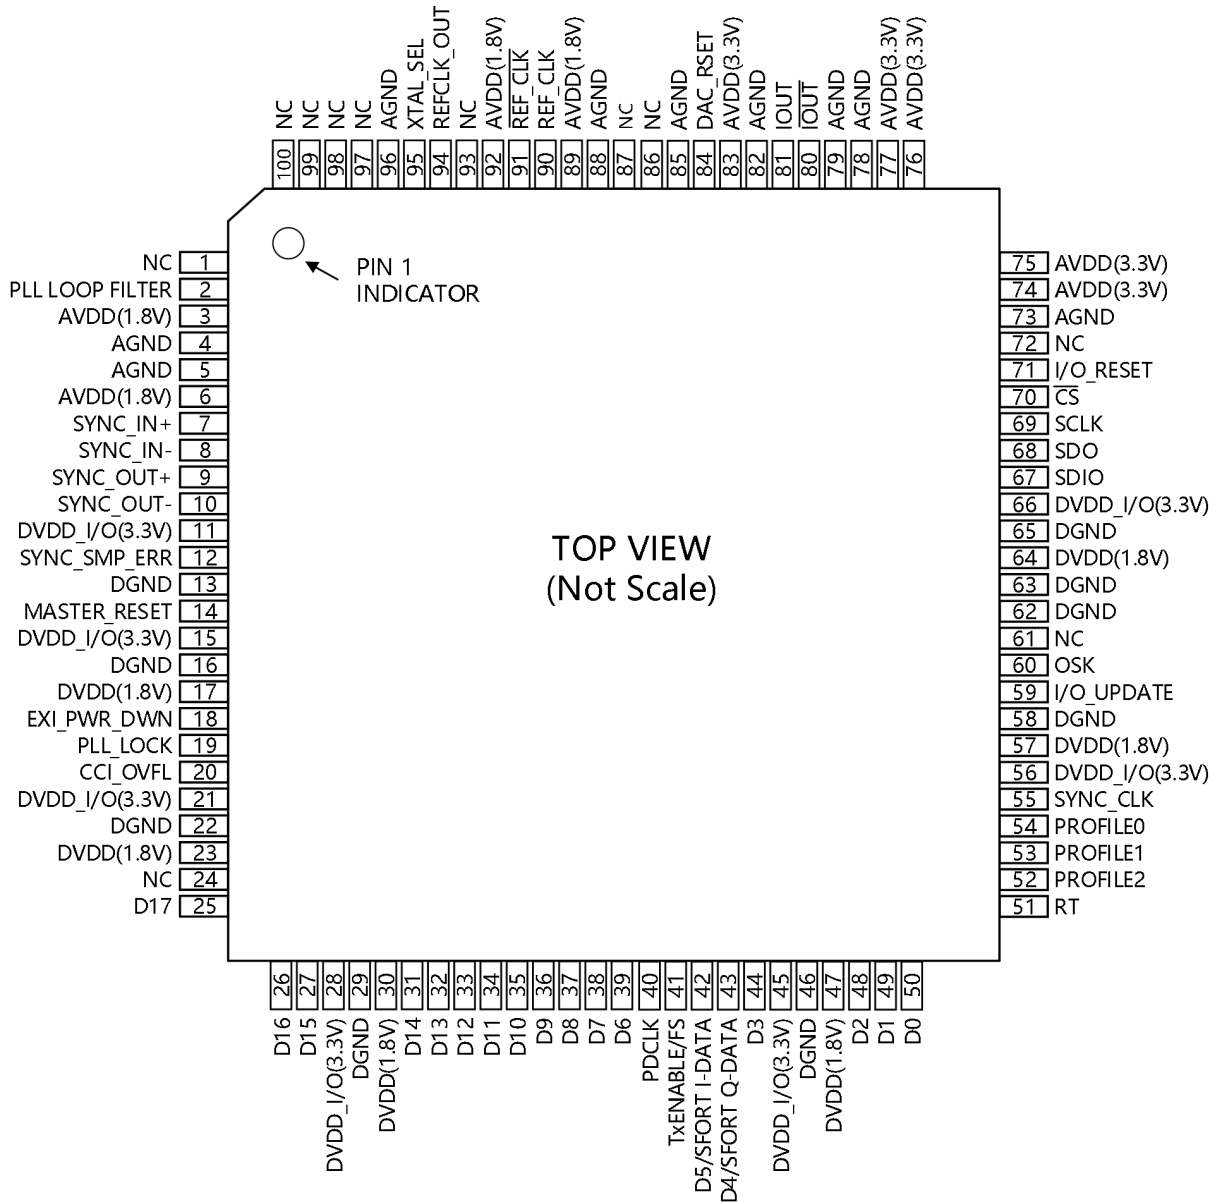 NC
NC
NC
NC
AGND
XTAL_SEL
REFCLK_OUT
NC
AVDD(1.8V)
REF_CLK
REF_CLK
AVDD(1.8V)
AGND
NC
NC
AGND
DAC_RSET
AVDD(3.3V)
AGND
IOUT
IOUT
AGND
AGND
AVDD(3.3V)
AVDD(3.3V)
100
99
98
97
96
95
94
93
92
91
90
89
88
87
86
85
84
83
82
81
80
79
78
77
76
PIN 1
INDICATOR
NC 1
PLL LOOP FILTER 2
AVDD(1.8V) 3
AGND 4
AGND 5
AVDD(1.8V) 6
SYNC_IN+ 7
SYNC_IN- 8
SYNC_OUT+ 9
SYNC_OUT- 10
DVDD_I/O(3.3V) 11
SYNC_SMP_ERR 12
DGND 13
MASTER_RESET 14
DVDD_I/O(3.3V) 15
DGND 16
DVDD(1.8V) 17
EXI_PWR_DWN 18
PLL_LOCK 19
CCI_OVFL 20
DVDD_I/O(3.3V) 21
DGND 22
DVDD(1.8V) 23
NC 24
D17 25
TOP VIEW
(Not Scale)
75 AVDD(3.3V)
74 AVDD(3.3V)
73 AGND
72 NC
71 I/O_RESET
70 CS
69 SCLK
68 SDO
67 SDIO
66 DVDD_I/O(3.3V)
65 DGND
64 DVDD(1.8V)
63 DGND
62 DGND
61 NC
60 OSK
59 I/O_UPDATE
58 DGND
57 DVDD(1.8V)
56 DVDD_I/O(3.3V)
55 SYNC_CLK
54 PROFILE0
53 PROFILE1
52 PROFILE2
51 RT
26
27
28
29
30
31
32
33
34
35
36
37
38
39
40
41
42
43
44
45
46
47
48
49
50
D16
D15
DVDD_I/O(3.3V)
DGND
DVDD(1.8V)
D14
D13
D12
D11
D10
D9
D8
D7
D6
PDCLK
TxENABLE/FS
D5/SFORT I-DATA
D4/SFORT Q-DATA
D3
DVDD_I/O(3.3V)
DGND
DVDD(1.8V)
D2
D1
D0